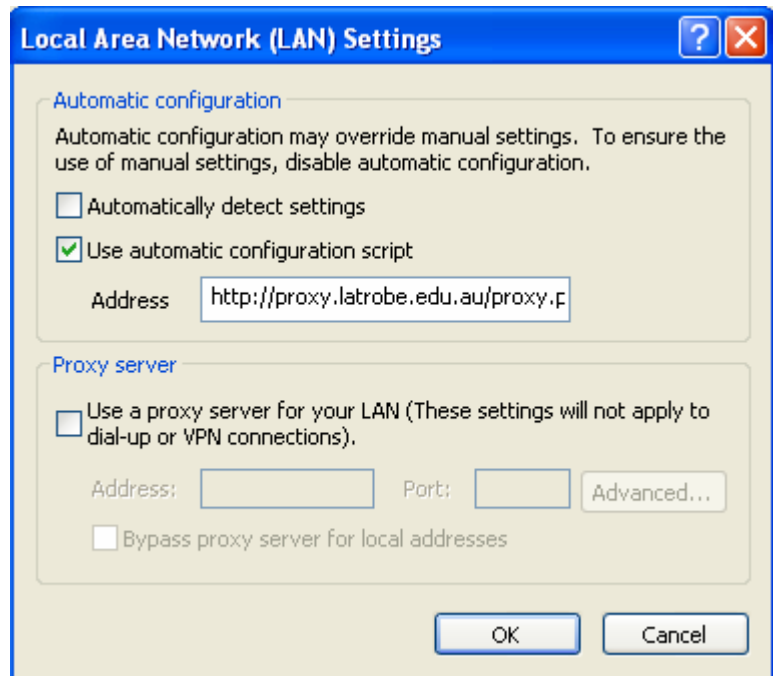 Local Area Network (LAN) Settings
Automatic configuration
Automatic configuration may override manual settings. To ensure the
use of manual settings, disable automatic configuration.
Automatically detect settings
Use automatic configuration script
Address http://proxy.latrobe.edu.au/proxy.p
Proxy server
Use a proxy server for your LAN (These settings will not apply to
dial-up or VPN connections).
Address: Port: Advanced...
Bypass proxy server for local addresses
OK Cancel